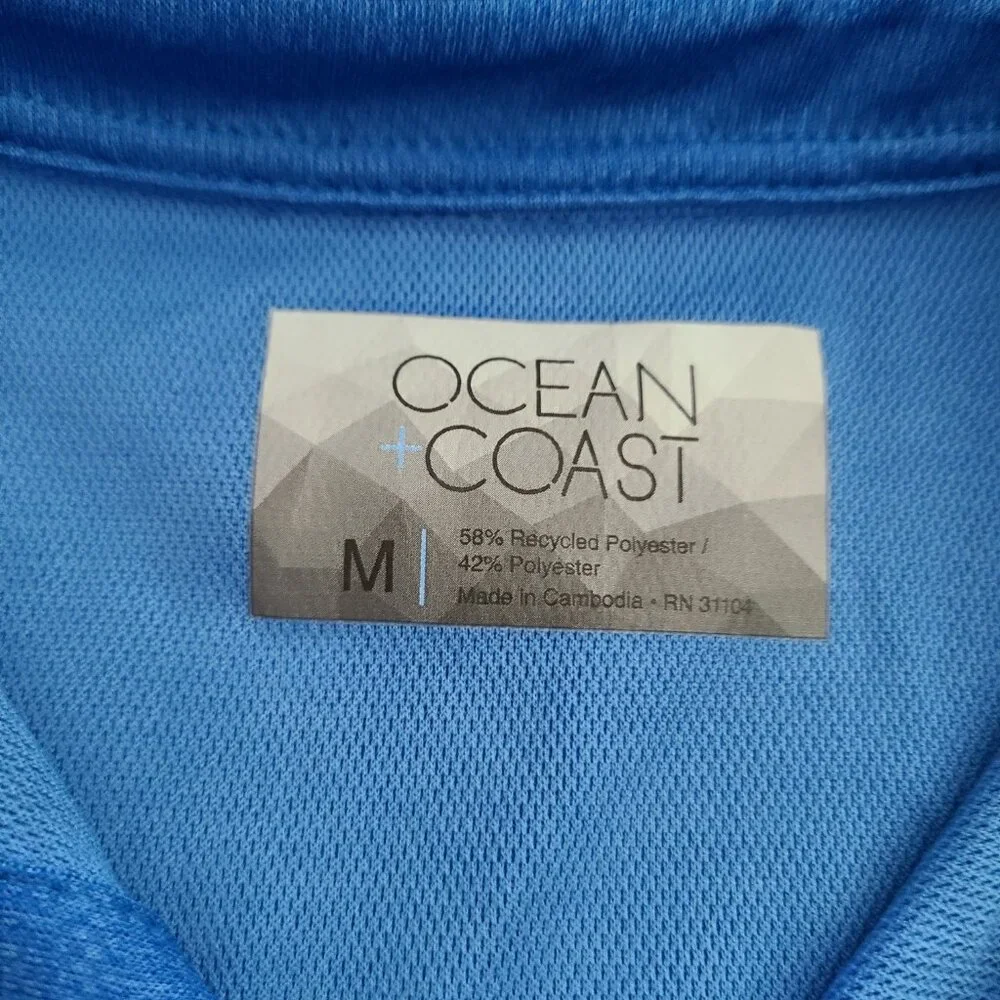 OCEAN
+COAST
M
58% Recycled Polyester /
42% Polyester
Made in Cambodia • RN 31104